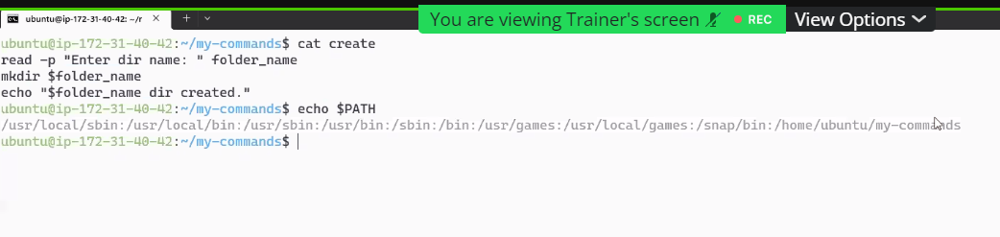 You are viewing Trainer's screen REC View Options
ubuntu@ip-172-31-40-42: ~/r × +
ubuntu@ip-172-31-40-42:~/my-commands$ cat create
read -p "Enter dir name: " folder_name
mkdir $folder_name
echo "$folder_name dir created."
ubuntu@ip-172-31-40-42:~/my-commands$ echo $PATH
/usr/local/sbin:/usr/local/bin:/usr/sbin:/usr/bin:/sbin:/bin:/usr/games:/usr/local/games:/snap/bin:/home/ubuntu/my-commands
ubuntu@ip-172-31-40-42:~/my-commands$